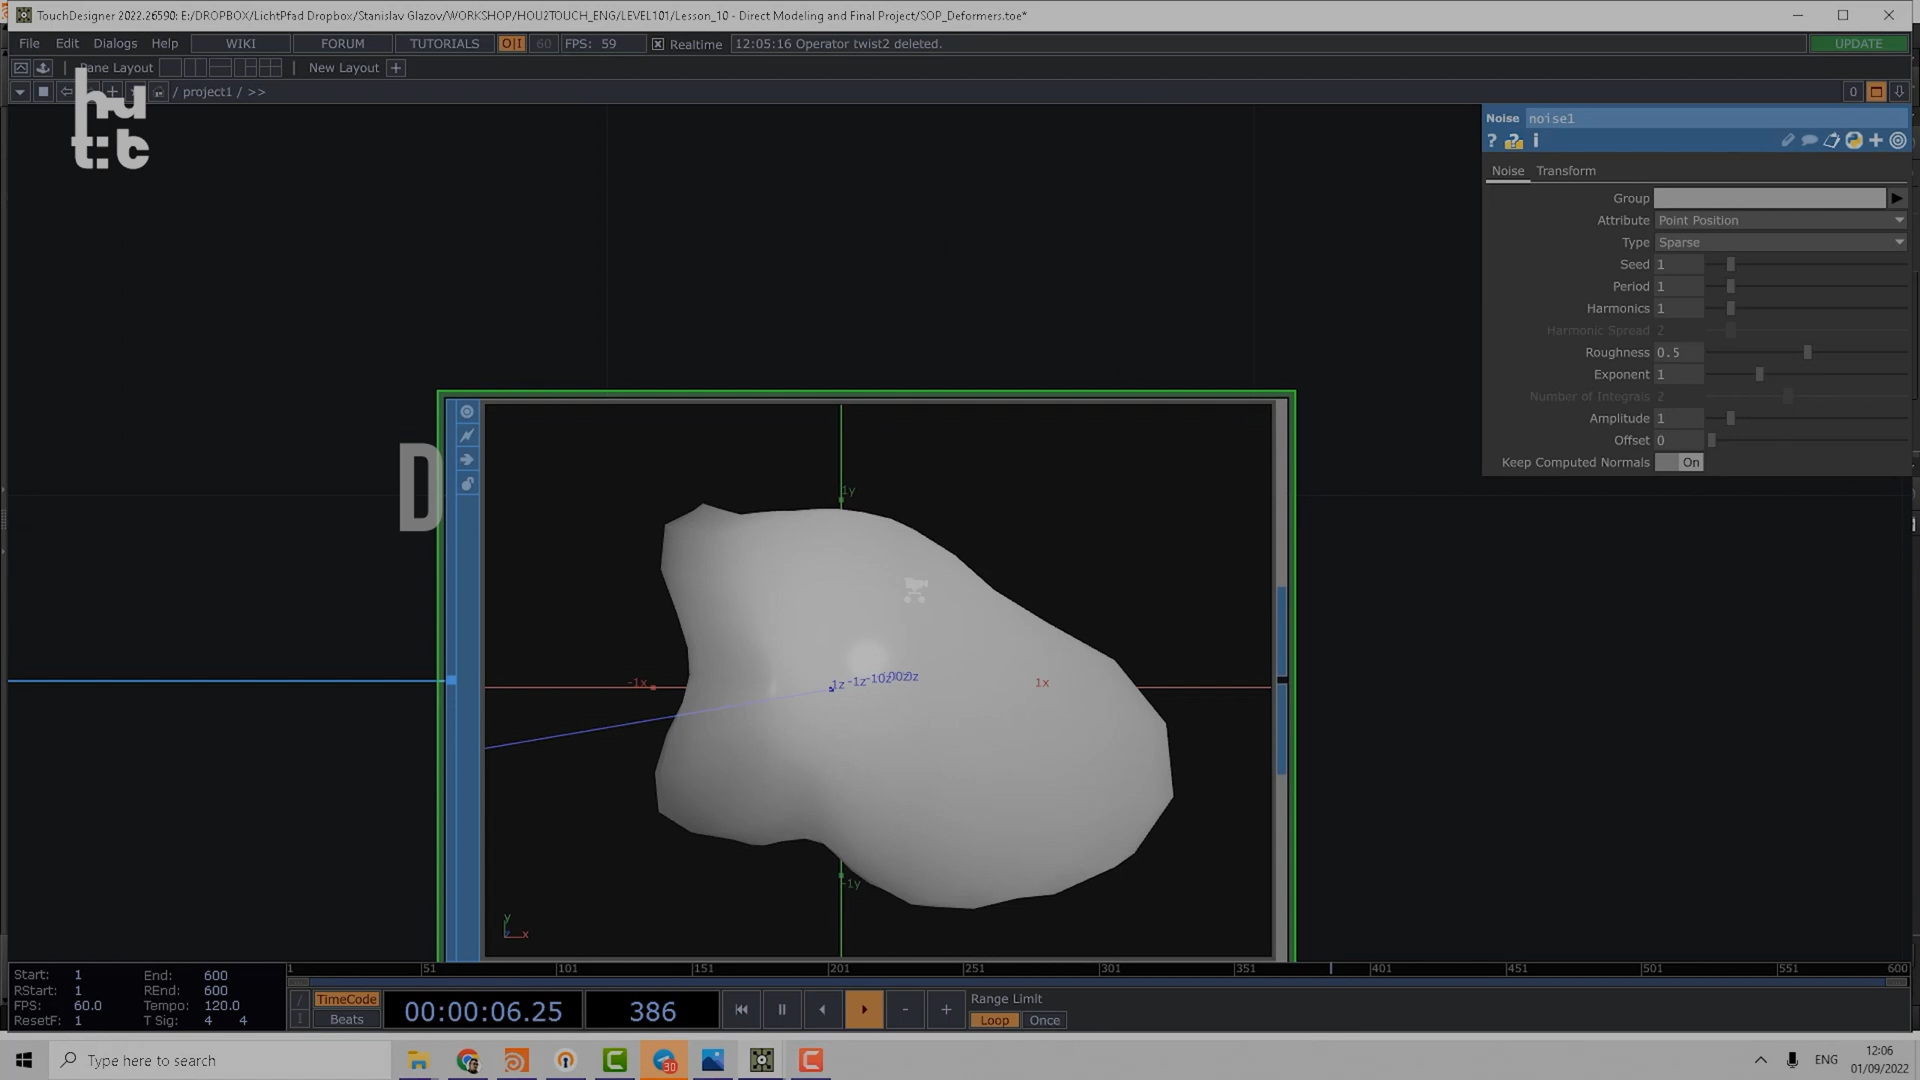 TouchDesigner 2022.26590: E:/DROPBOX/LichtPfad Dropbox/Stanislav Glazov/WORKSHOP/HOU2TOUCH_ENG/LEVEL101/Lesson_10 - Direct Modeling and Final Project/SOP_Deformers.toe*
File Edit Dialogs Help WIKI FORUM TUTORIALS O|I 60 FPS: 59 Realtime 12:05:16 Operator twist2 deleted. UPDATE
Pane Layout New Layout +
/ project1 / >> 0
hu
t:c
Noise noise1
? ? i
Noise Transform
Group
Attribute Point Position
Type Sparse
Seed 1
Period 1
Harmonics 1
Harmonic Spread 2
Roughness 0.5
Exponent 1
Number of Integrals 2
Amplitude 1
Offset 0
Keep Computed Normals On
D
1y
-1x 1z -1z 1x
-1y
y
z x
Start: 1 End: 600
RStart: 1 REnd: 600
FPS: 60.0 Tempo: 120.0
ResetF: 1 T Sig: 4 4
1 51 101 151 201 251 301 351 401 451 501 551 600
TimeCode
Beats
00:00:06.25 386
- +
Range Limit
Loop Once
Type here to search
30
ENG
12:06
01/09/2022